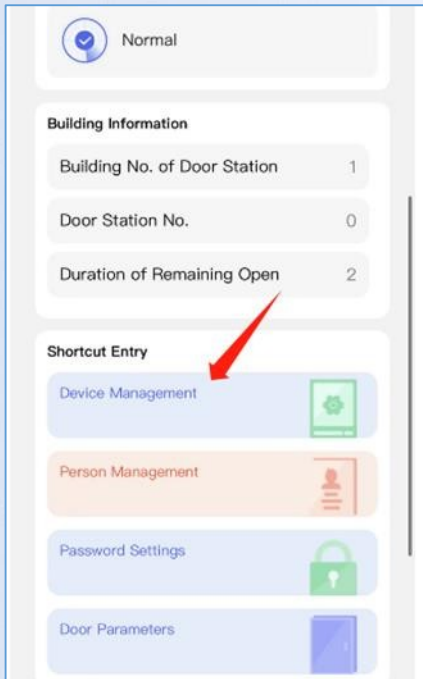 Normal
Building Information
Building No. of Door Station 1
Door Station No. 0
Duration of Remaining Open 2
Shortcut Entry
Device Management
Person Management
Password Settings
Door Parameters